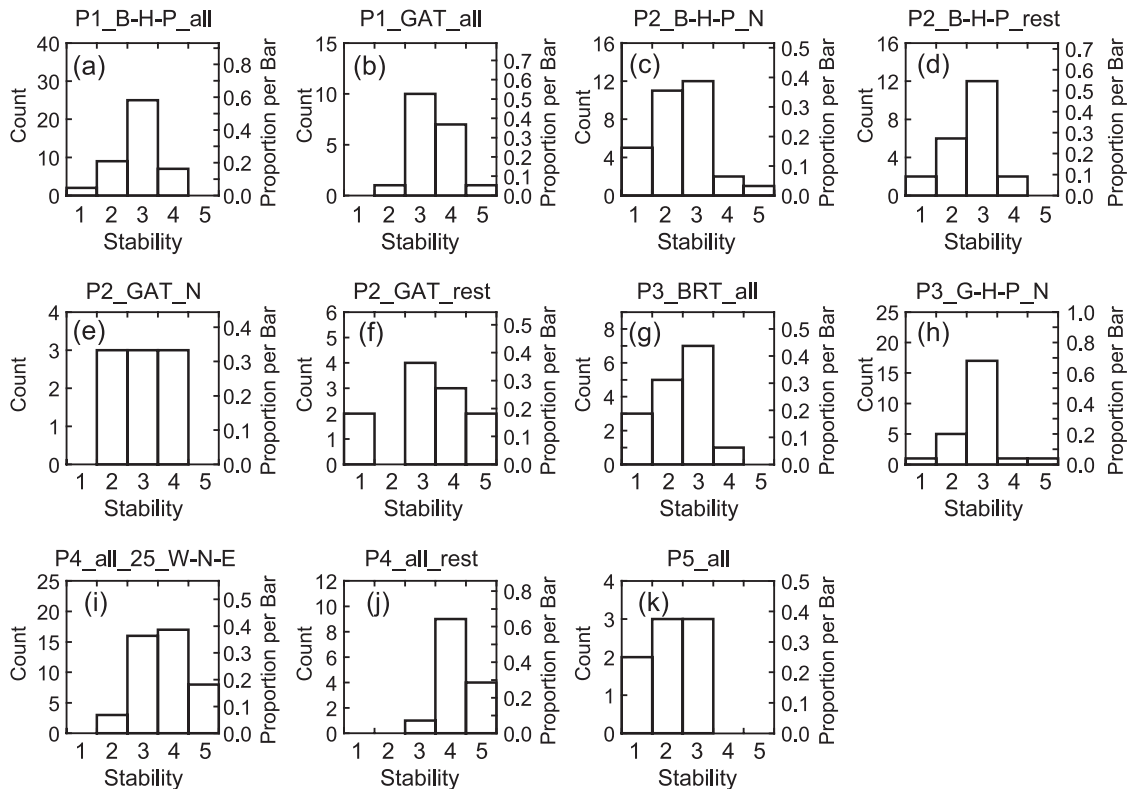 P1_B-H-P_all P1_GAT_all P2_B-H-P_N P2_B-H-P_rest
(a) (b) (c) (d)
Count Proportion per Bar Count Proportion per Bar Count Proportion per Bar Count Proportion per Bar
40 0.8 15 0.7 16 0.5 16 0.7
30 0.6 10 0.6 12 0.4 12 0.6
20 0.4 5 0.5 8 0.3 8 0.5
10 0.2 0 0.4 4 0.2 4 0.4
0 0.0 0.3 0 0.1 0 0.3
0.2 0.0 0.2
0.1 0.1
0.0 0.0
1 2 3 4 5 1 2 3 4 5 1 2 3 4 5 1 2 3 4 5
Stability Stability Stability Stability
P2_GAT_N P2_GAT_rest P3_BRT_all P3_G-H-P_N
(e) (f) (g) (h)
Count Proportion per Bar Count Proportion per Bar Count Proportion per Bar Count Proportion per Bar
4 0.4 6 0.5 8 0.5 25 1.0
3 0.3 5 0.4 7 0.4 20 0.8
2 0.2 4 0.3 6 0.3 15 0.6
1 0.1 3 0.2 5 0.2 10 0.4
0 0.0 2 0.1 4 0.1 5 0.2
1 0.0 3 0.0 0 0.0
0 2
1
0
1 2 3 4 5 1 2 3 4 5 1 2 3 4 5 1 2 3 4 5
Stability Stability Stability Stability
P4_all_25_W-N-E P4_all_rest P5_all
(i) (j) (k)
Count Proportion per Bar Count Proportion per Bar Count Proportion per Bar
25 0.5 12 0.8 4 0.5
20 0.4 10 0.6 3 0.4
15 0.3 8 0.4 2 0.3
10 0.2 6 0.2 1 0.2
5 0.1 4 0.0 0 0.1
0 0.0 2 0.0
0
1 2 3 4 5 1 2 3 4 5 1 2 3 4 5
Stability Stability Stability